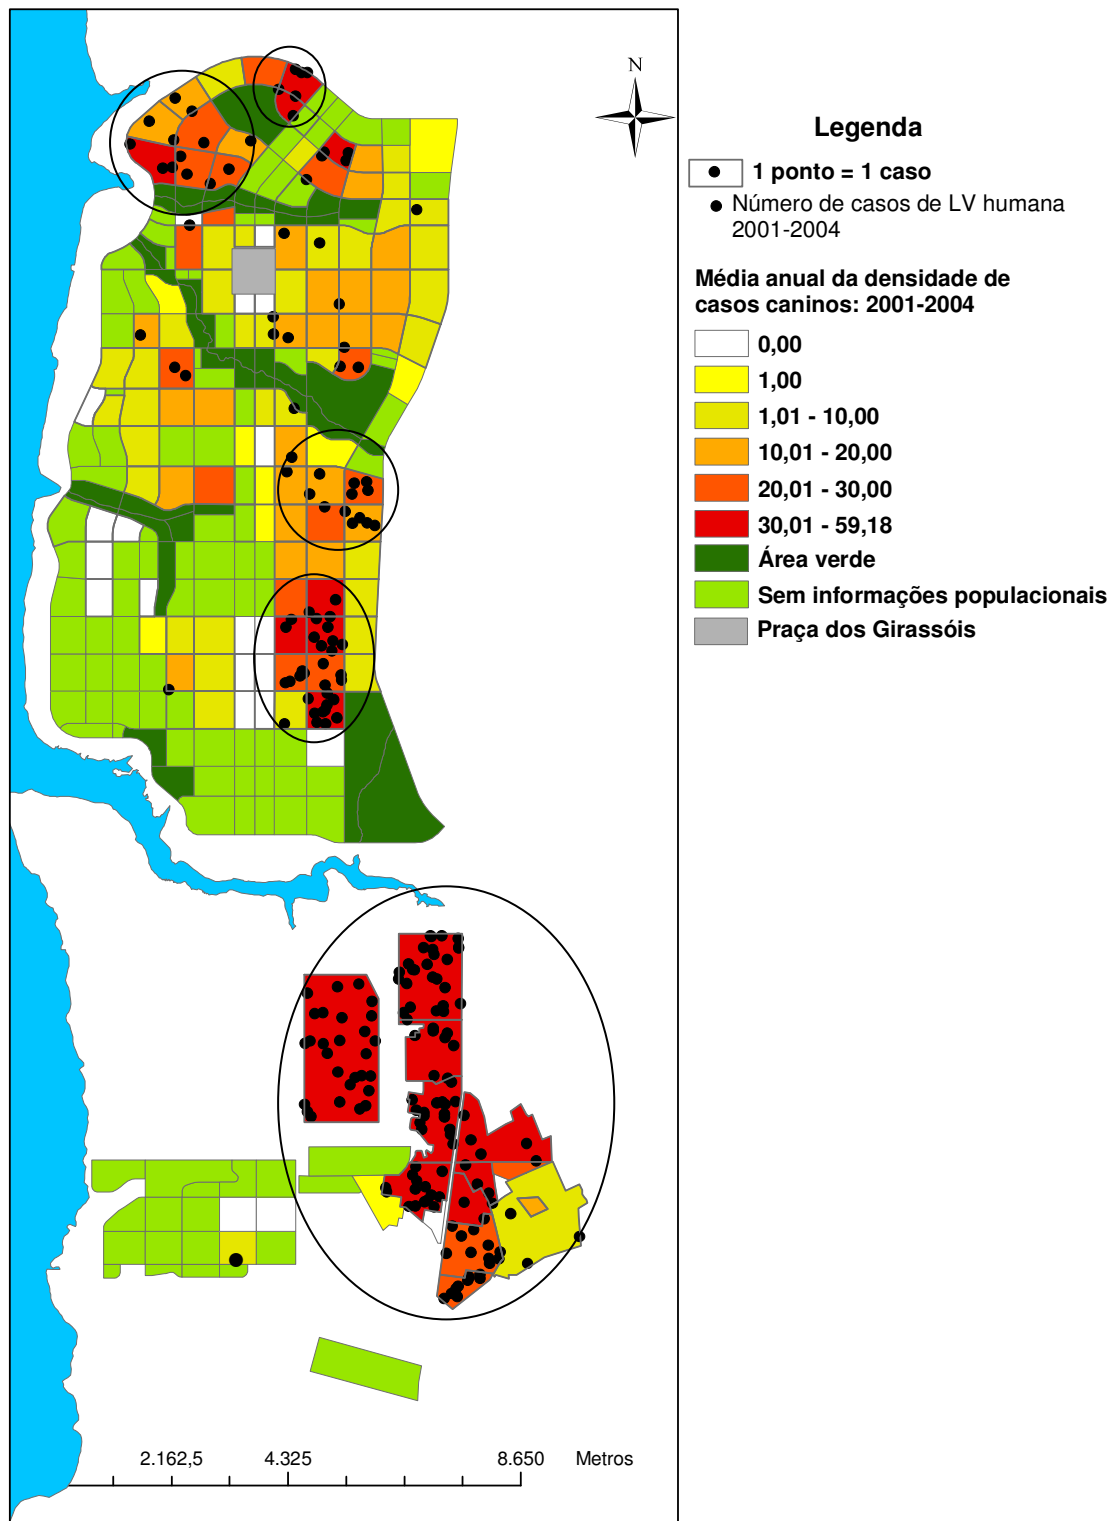 N
Legenda
1 ponto = 1 caso
Número de casos de LV humana
2001-2004
Média anual da densidade de
casos caninos: 2001-2004
0,00
1,00
1,01 - 10,00
10,01 - 20,00
20,01 - 30,00
30,01 - 59,18
Área verde
Sem informações populacionais
Praça dos Girassóis
2.162,5 4.325 8.650 Metros